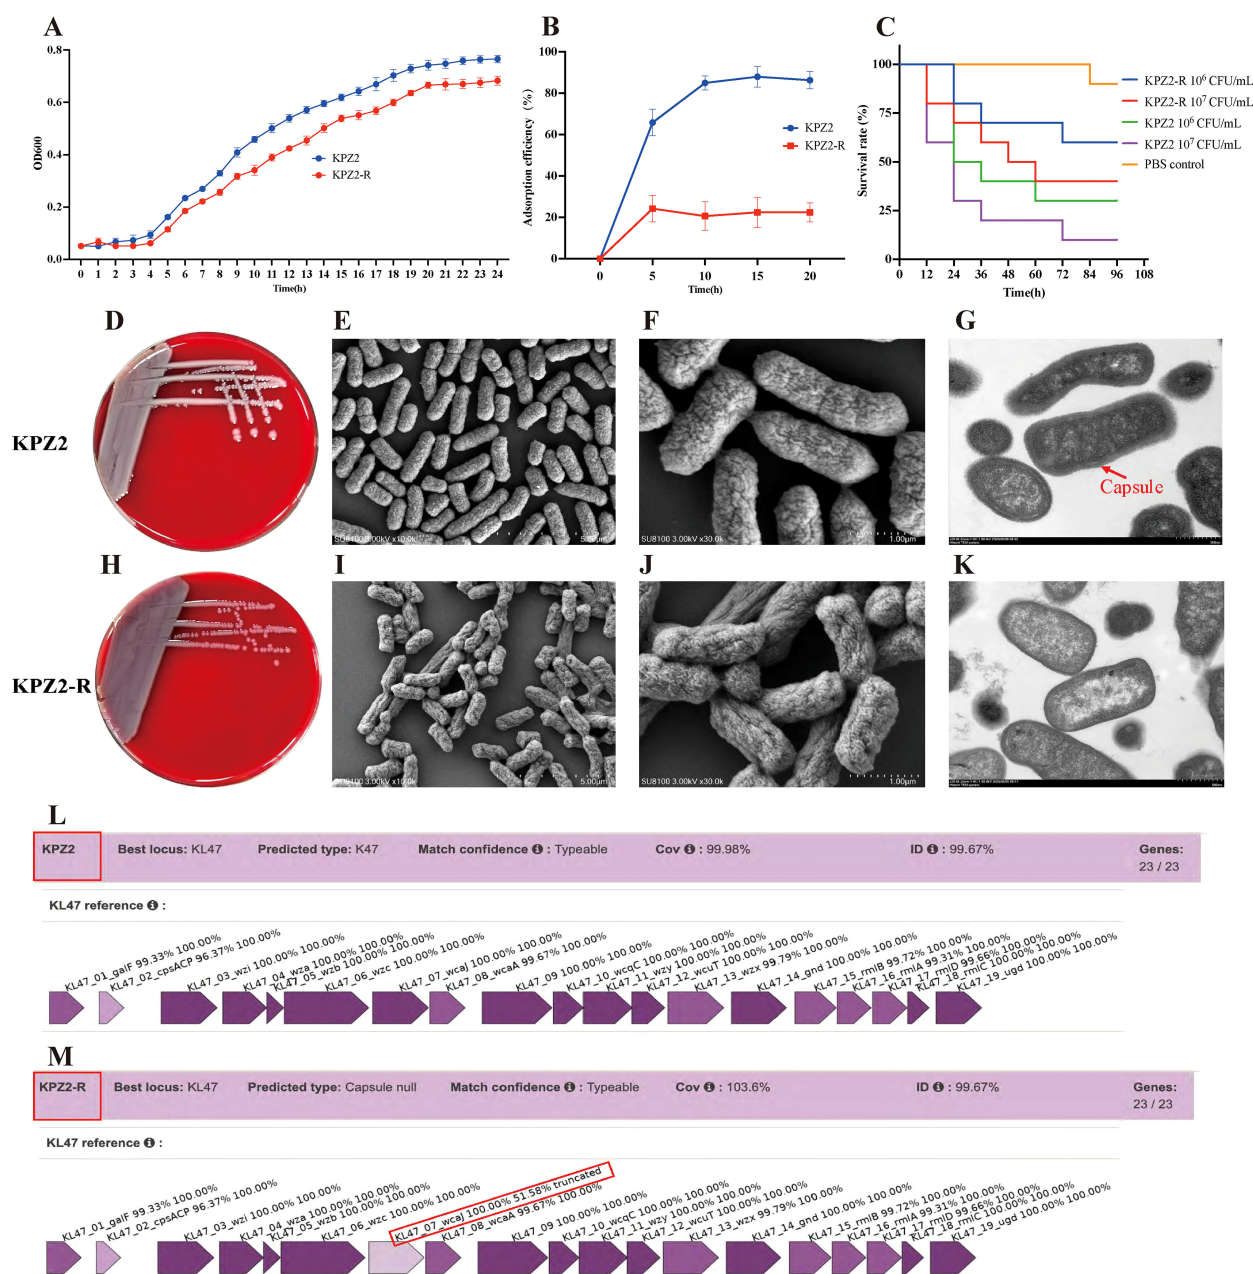 A
0.8
0.6
0.4
0.2
0.0
OD600
KPZ2
KPZ2-R
0 1 2 3 4 5 6 7 8 9 10 11 12 13 14 15 16 17 18 19 20 21 22 23 24
Time(h)
B
100
80
60
40
20
0
Adsorption efficiency (%)
KPZ2
KPZ2-R
0 5 10 15 20
Time(h)
C
100
75
50
25
0
Survival rate (%)
KPZ2-R 10⁶ CFU/mL
KPZ2-R 10⁷ CFU/mL
KPZ2 10⁶ CFU/mL
KPZ2 10⁷ CFU/mL
PBS control
0 12 24 36 48 60 72 84 96 108
Time(h)
D
E
F
G
KPZ2
SU8100 3.00kV x10.0k 5.00μm
SU8100 3.00kV x30.0k 1.00μm
Capsule
H
I
J
K
KPZ2-R
SU8100 3.00kV x10.0k 5.00μm
SU8100 3.00kV x30.0k 1.00μm
L
KPZ2 Best locus: KL47 Predicted type: K47 Match confidence : Typeable Cov : 99.98% ID : 99.67% Genes:
23 / 23
KL47 reference :
KL47_01_galF 99.33% 100.00%
KL47_02_cpsACP 96.37% 100.00%
KL47_03_wzi 100.00% 100.00%
KL47_04_wza 100.00% 100.00%
KL47_05_wzb 100.00% 100.00%
KL47_06_wzc 100.00% 100.00%
KL47_07_wcaJ 100.00% 100.00%
KL47_08_wcaA 99.67% 100.00%
KL47_09 100.00% 100.00%
KL47_10_wcqC 100.00% 100.00%
KL47_11_wzy 100.00% 100.00%
KL47_12_wcuT 100.00% 100.00%
KL47_13_wzx 99.79% 100.00%
KL47_14_gnd 100.00% 100.00%
KL47_15_rmlB 99.72% 100.00%
KL47_16_rmlA 99.31% 100.00%
KL47_17_rmlD 99.66% 100.00%
KL47_18_rmlC 100.00% 100.00%
KL47_19_ugd 100.00% 100.00%
M
KPZ2-R Best locus: KL47 Predicted type: Capsule null Match confidence : Typeable Cov : 103.6% ID : 99.67% Genes:
23 / 23
KL47 reference :
KL47_01_galF 99.33% 100.00%
KL47_02_cpsACP 96.37% 100.00%
KL47_03_wzi 100.00% 100.00%
KL47_04_wza 100.00% 100.00%
KL47_05_wzb 100.00% 100.00%
KL47_06_wzc 100.00% 100.00%
KL47_07_wcaJ 100.00% 51.58% truncated
KL47_08_wcaA 99.67% 100.00%
KL47_09 100.00% 100.00%
KL47_10_wcqC 100.00% 100.00%
KL47_11_wzy 100.00% 100.00%
KL47_12_wcuT 100.00% 100.00%
KL47_13_wzx 99.79% 100.00%
KL47_14_gnd 100.00% 100.00%
KL47_15_rmlB 99.72% 100.00%
KL47_16_rmlA 99.31% 100.00%
KL47_17_rmlD 99.66% 100.00%
KL47_18_rmlC 100.00% 100.00%
KL47_19_ugd 100.00% 100.00%